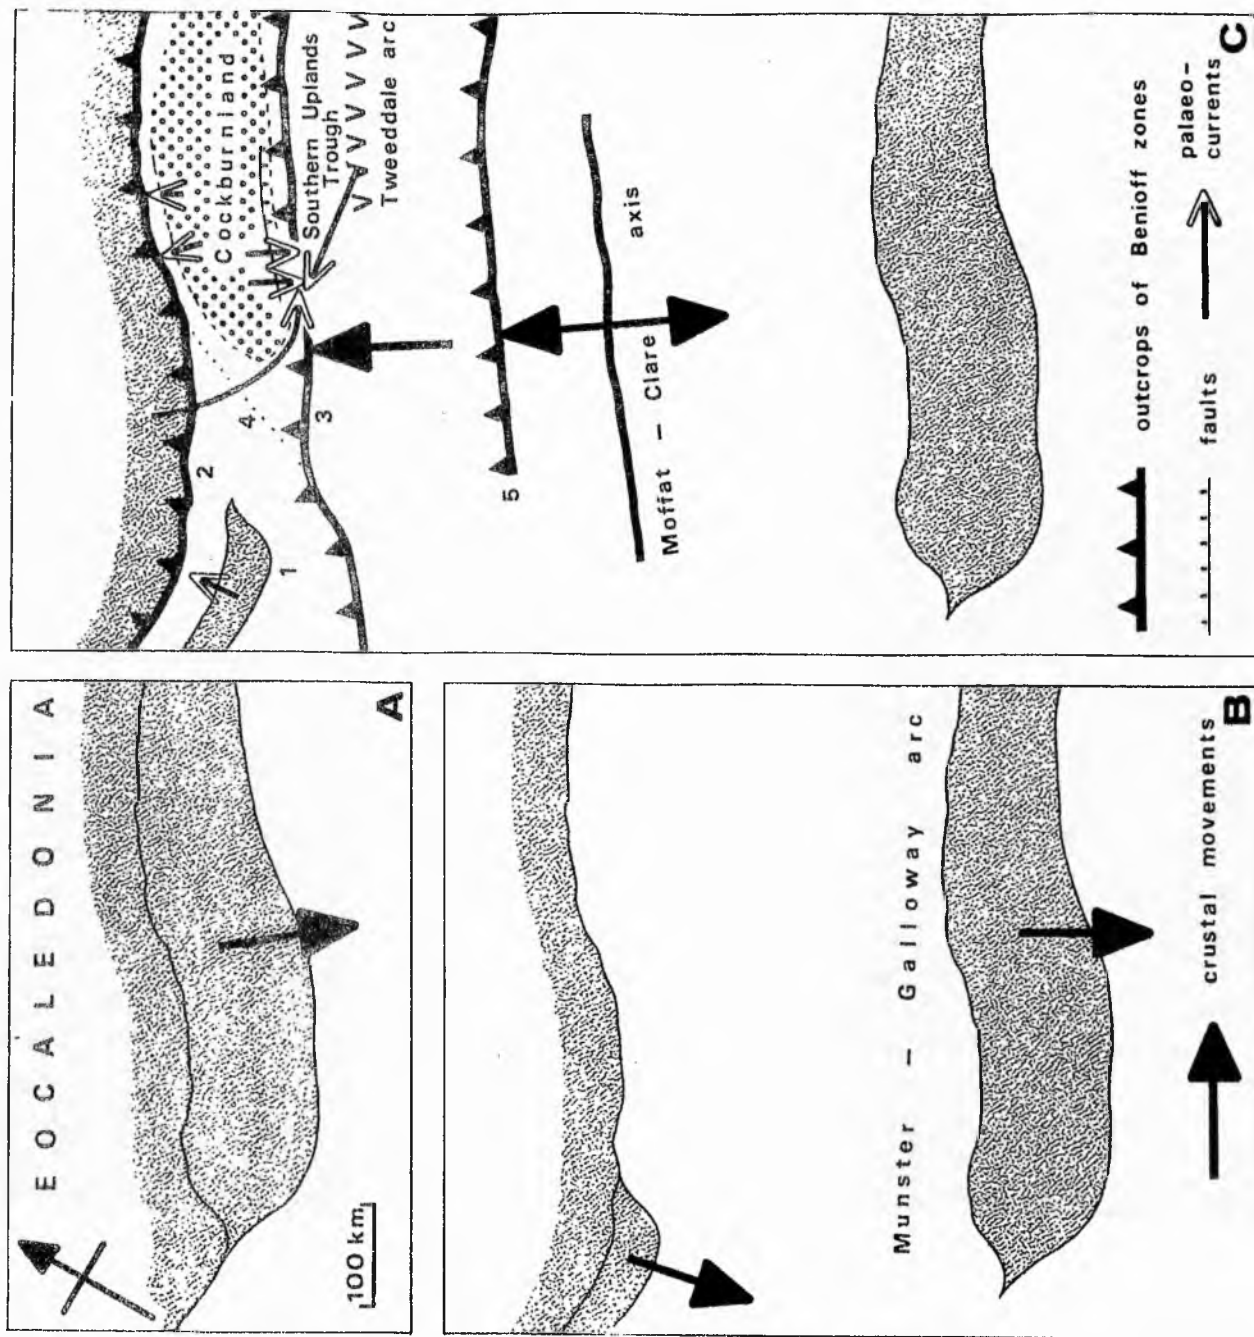 EOCALEDONIA
100 km
A
Munster – Galloway arc
B
crustal movements
Cockburnland
Southern Uplands
Trough
Tweeddale arc
1
2
3
4
5
Moffat – Clare axis
C
outcrops of Benioff zones
faults
palaeo-
currents